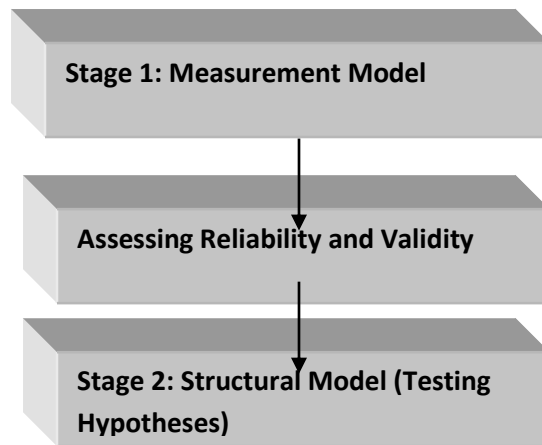 Stage 1: Measurement Model
Assessing Reliability and Validity
Stage 2: Structural Model (Testing
Hypotheses)